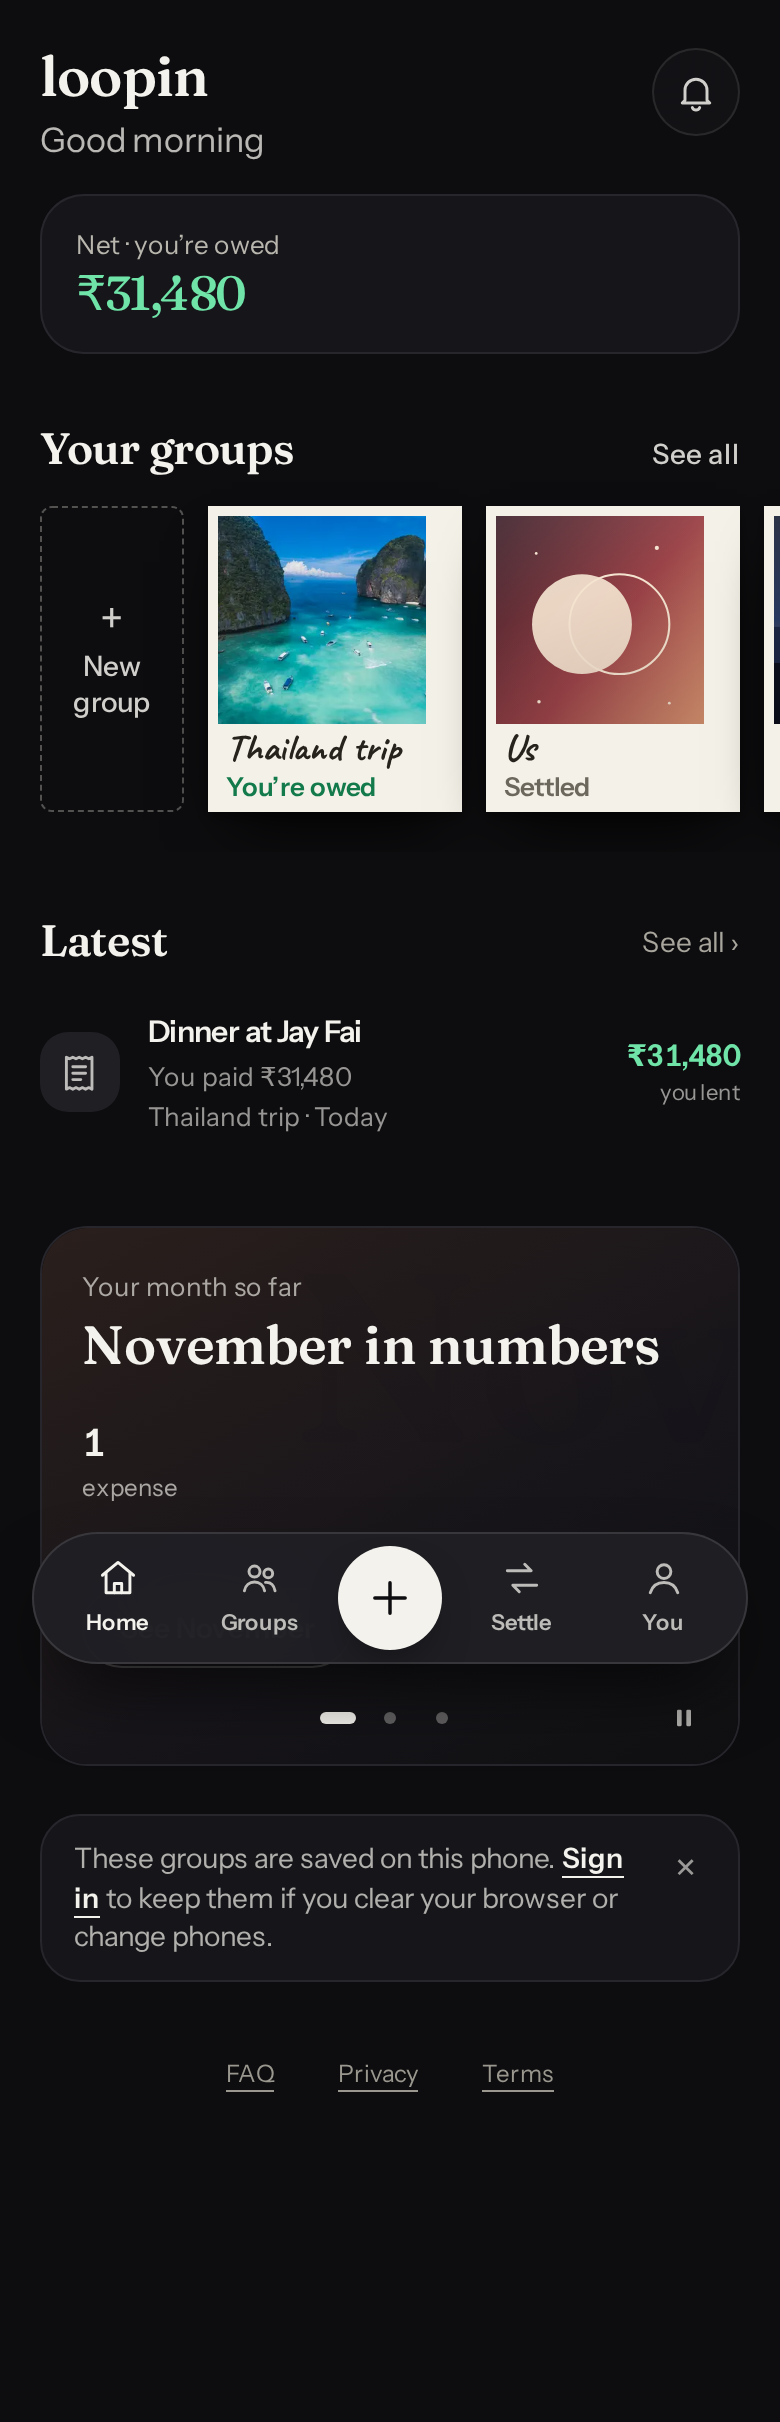 loopin
Good morning
Net · you’re owed
₹31,480
Your groups
See all
+
New
group
Thailand trip
You’re owed
Us
Settled
Latest
See all ›
Dinner at Jay Fai
You paid ₹31,480
Thailand trip · Today
₹31,480
you lent
Your month so far
November in numbers
1
expense
Home
Groups
Settle
You
These groups are saved on this phone. Sign
in to keep them if you clear your browser or
change phones.
FAQ
Privacy
Terms